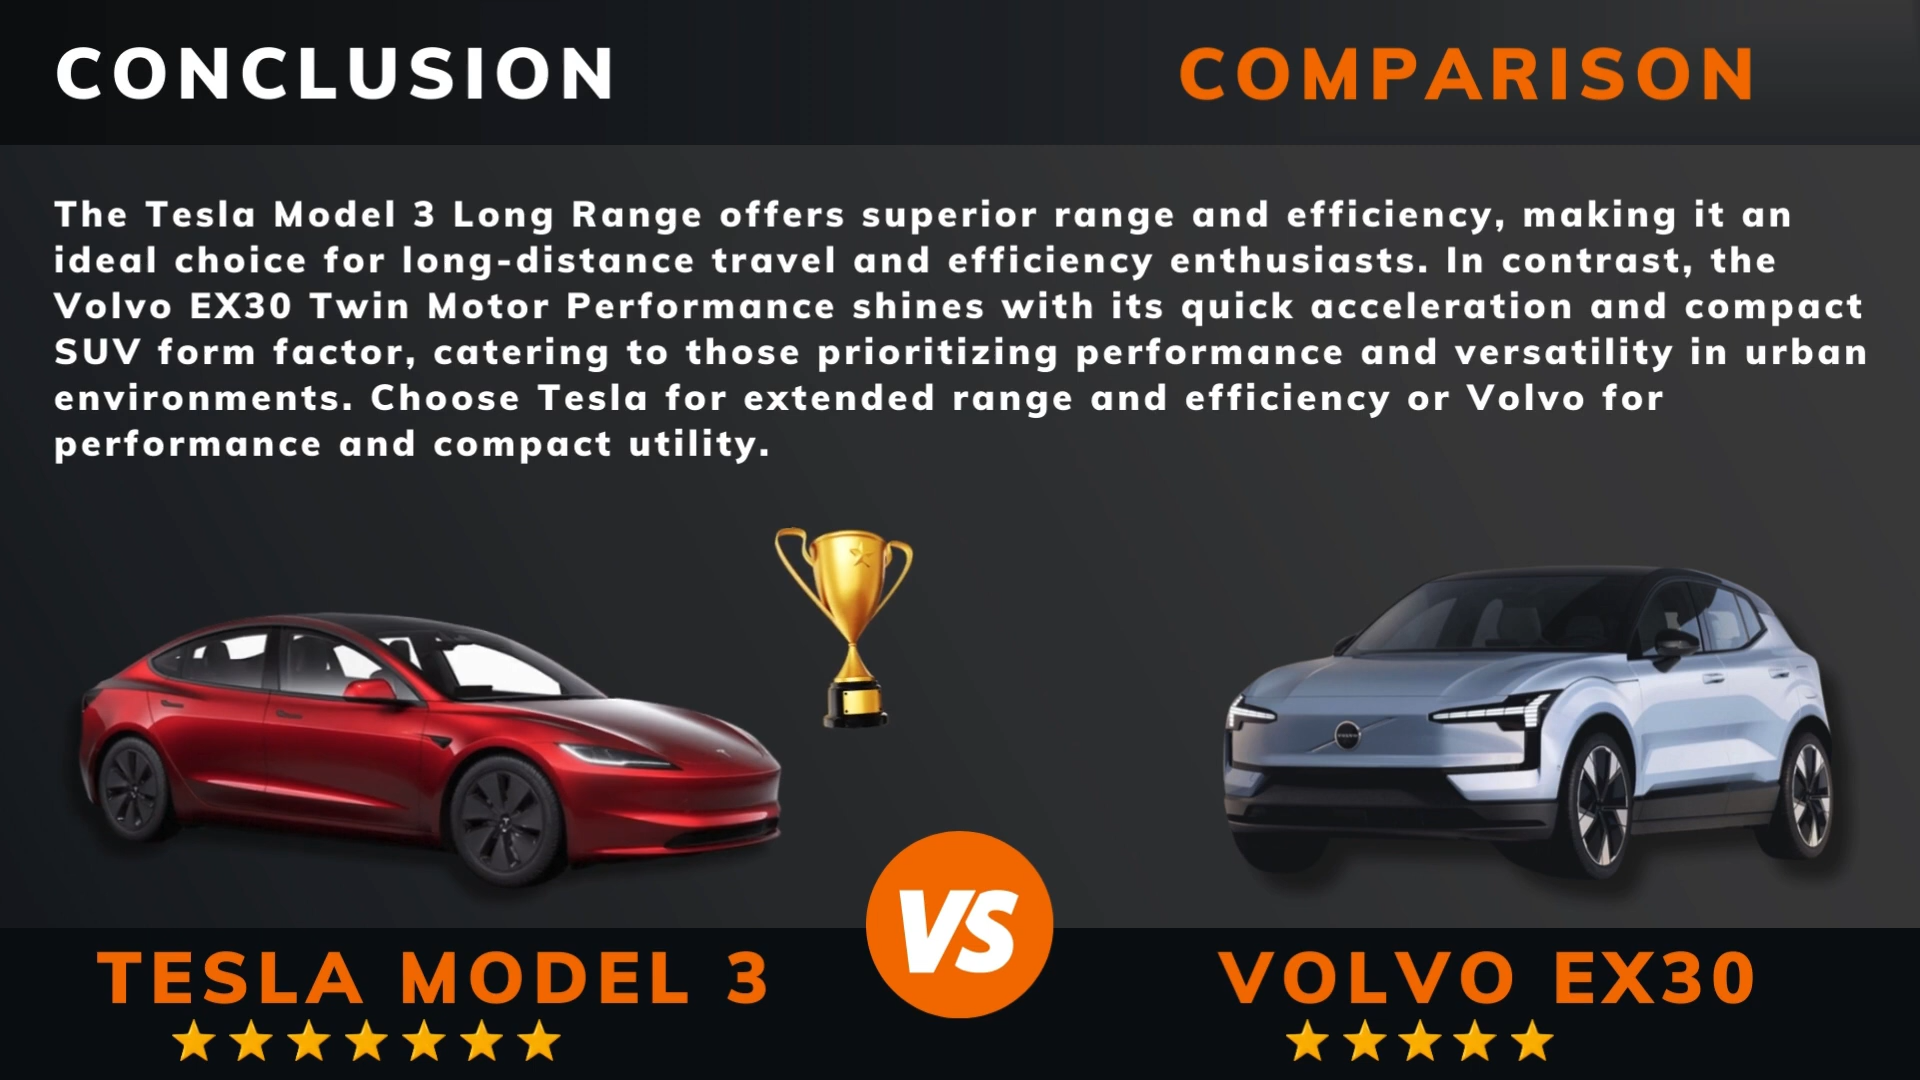 CONCLUSION
COMPARISON
The Tesla Model 3 Long Range offers superior range and efficiency, making it an
ideal choice for long-distance travel and efficiency enthusiasts. In contrast, the
Volvo EX30 Twin Motor Performance shines with its quick acceleration and compact
SUV form factor, catering to those prioritizing performance and versatility in urban
environments. Choose Tesla for extended range and efficiency or Volvo for
performance and compact utility.
VOLVO
VS
TESLA MODEL 3
VOLVO EX30